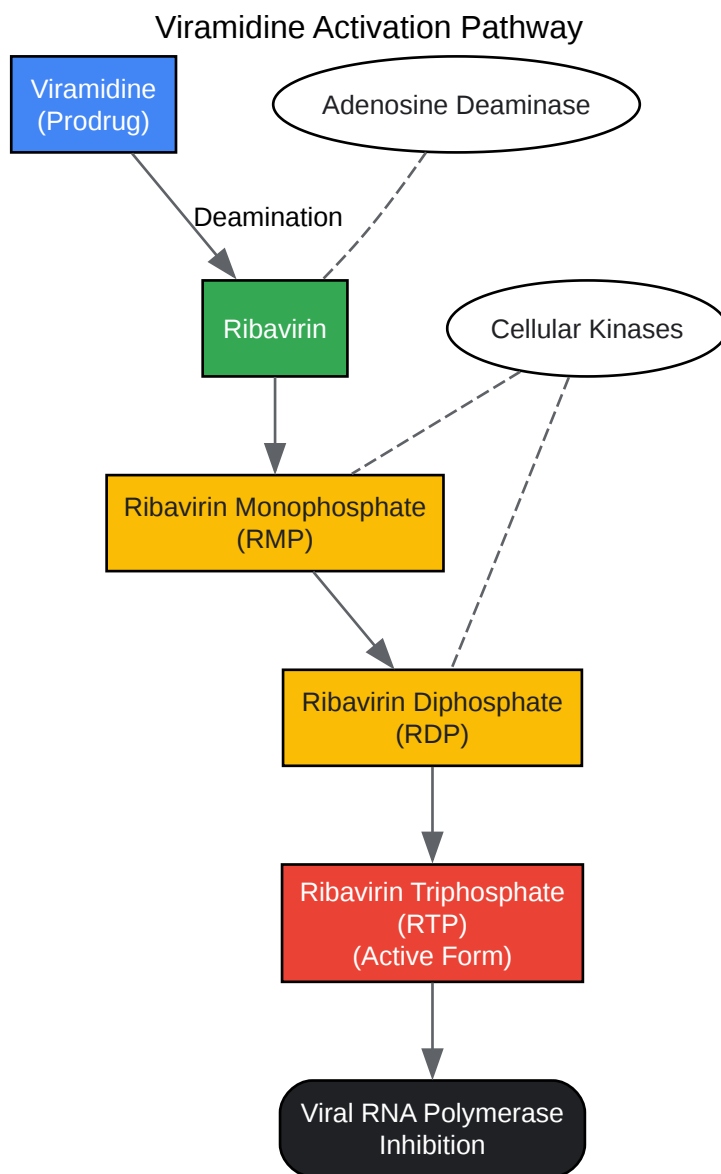 Viramidine Activation Pathway
Viramidine
(Prodrug)
Adenosine Deaminase
Deamination
Ribavirin
Cellular Kinases
Ribavirin Monophosphate
(RMP)
Ribavirin Diphosphate
(RDP)
Ribavirin Triphosphate
(RTP)
(Active Form)
Viral RNA Polymerase
Inhibition